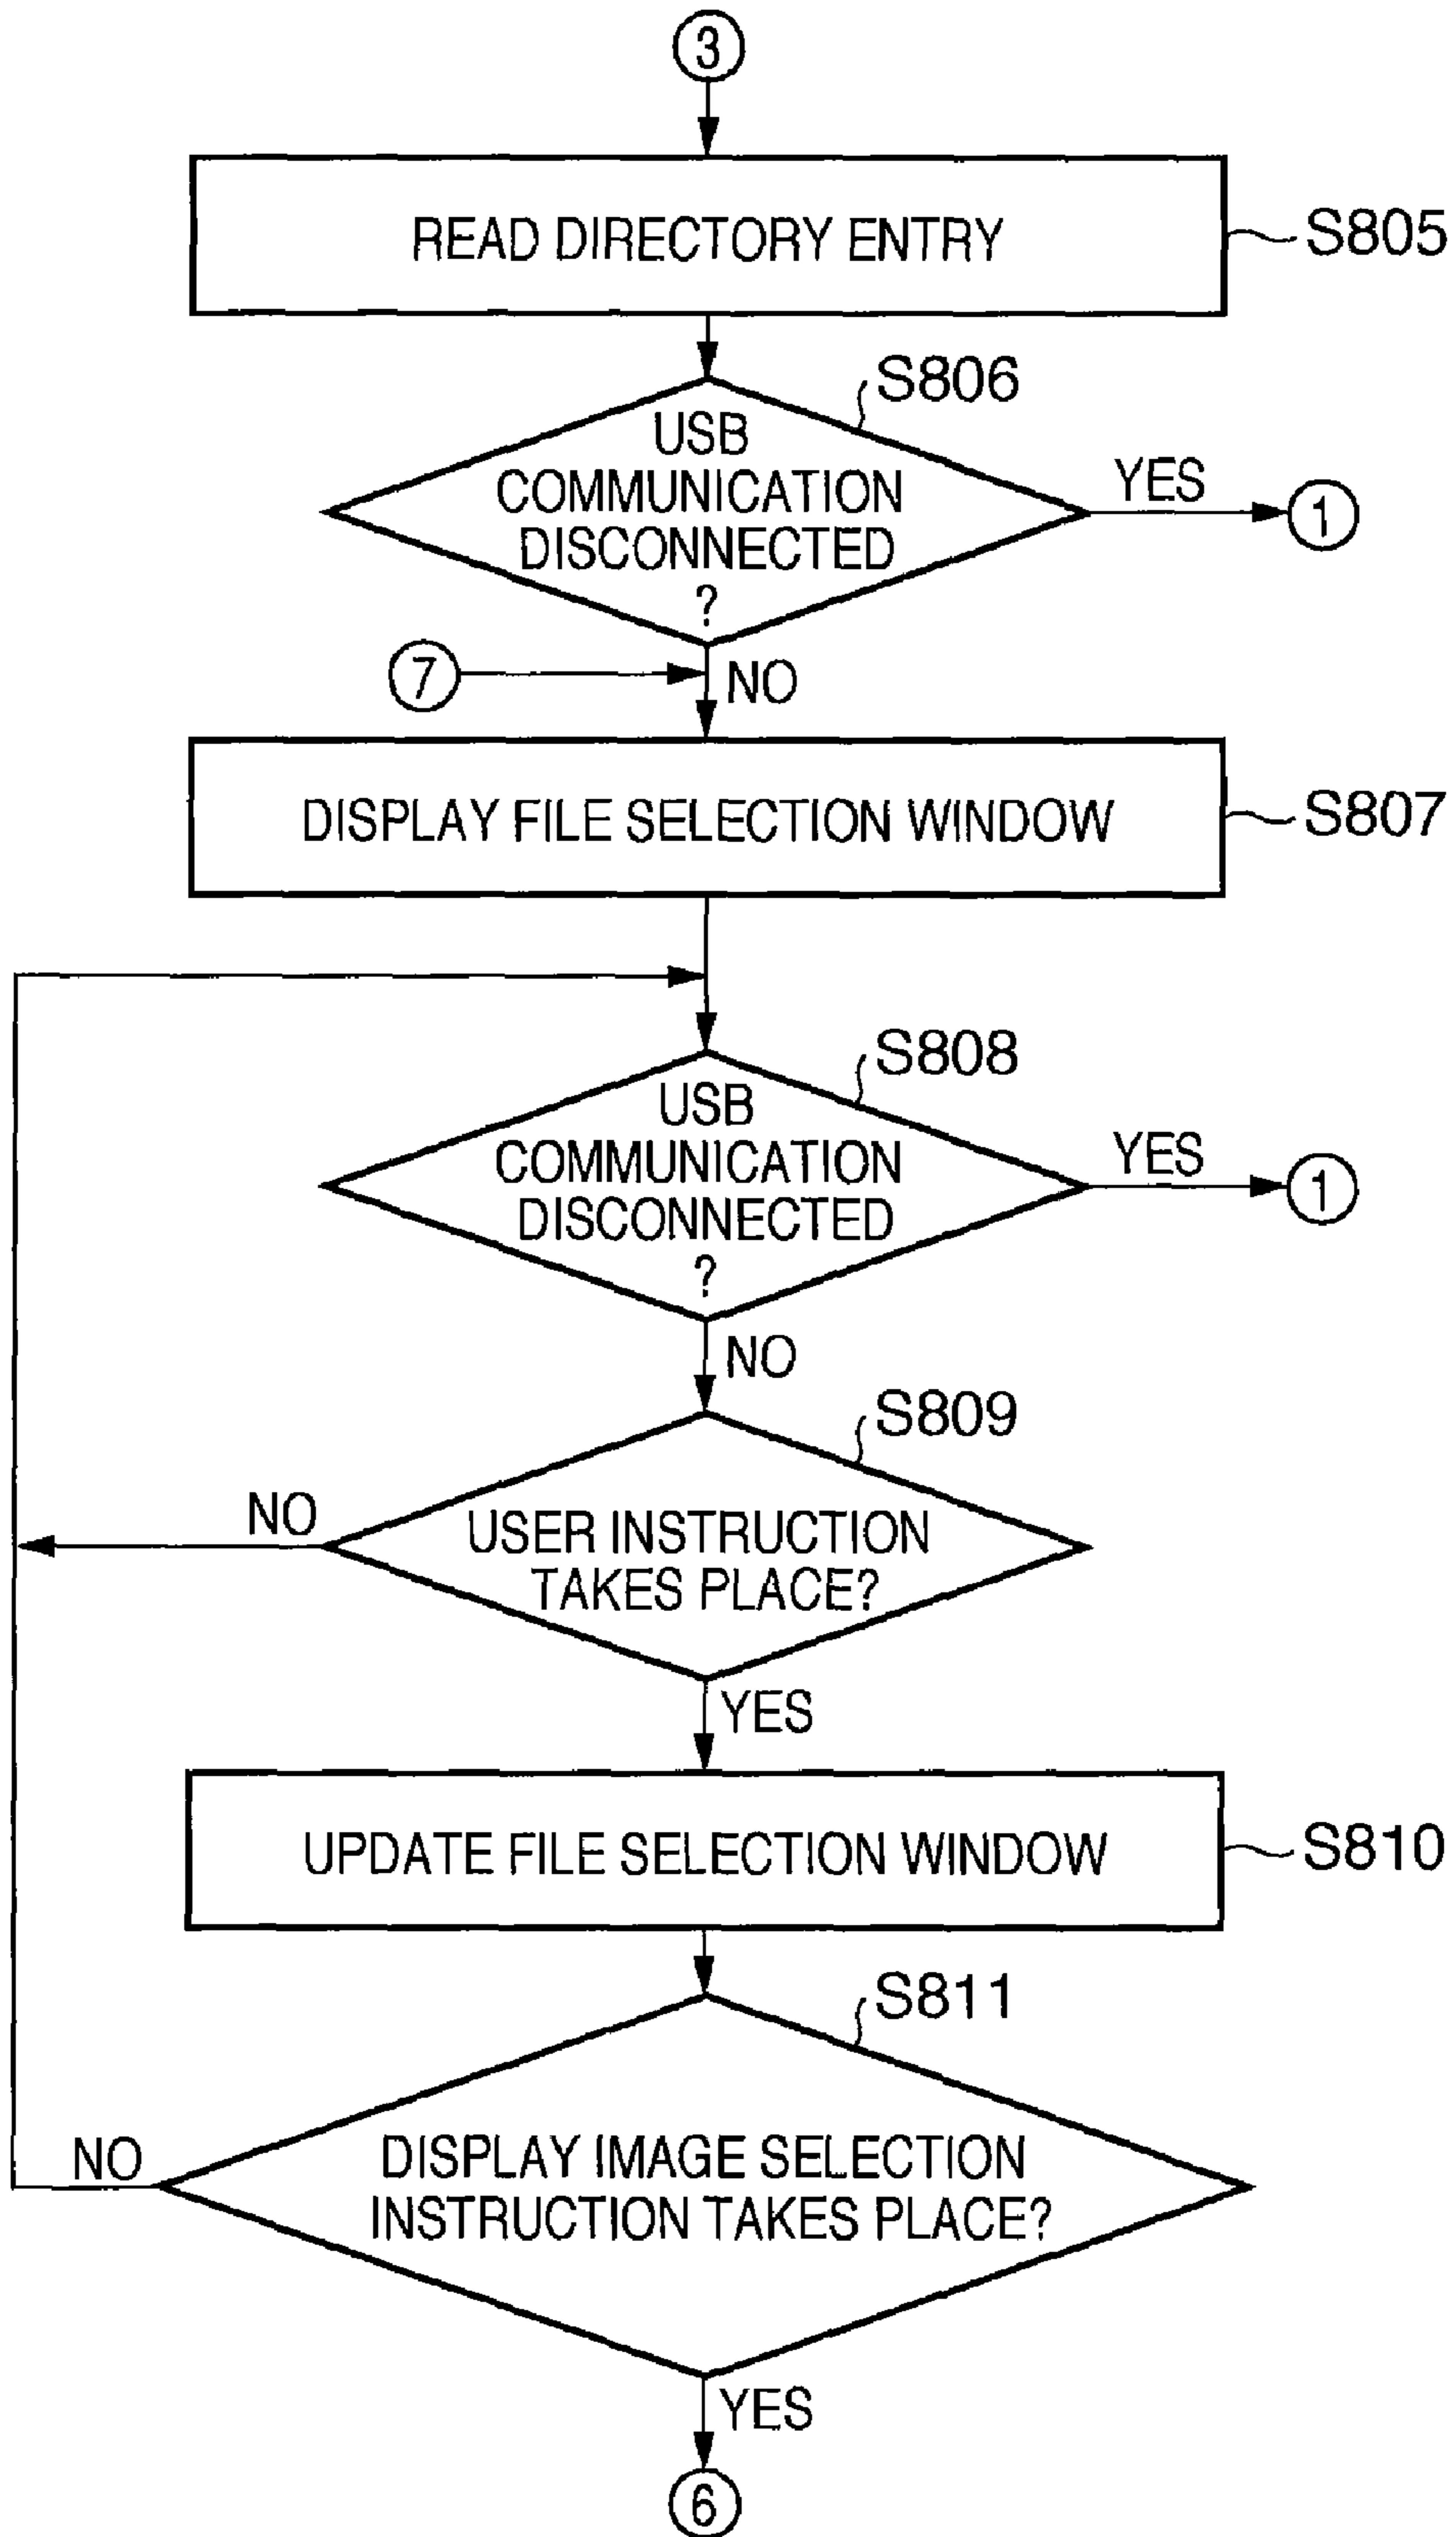 3
READ DIRECTORY ENTRY
S805
S806
USB
COMMUNICATION
DISCONNECTED
?
YES
1
7
NO
DISPLAY FILE SELECTION WINDOW
S807
S808
USB
COMMUNICATION
DISCONNECTED
?
YES
1
NO
S809
NO
USER INSTRUCTION
TAKES PLACE?
YES
UPDATE FILE SELECTION WINDOW
S810
S811
NO
DISPLAY IMAGE SELECTION
INSTRUCTION TAKES PLACE?
YES
6